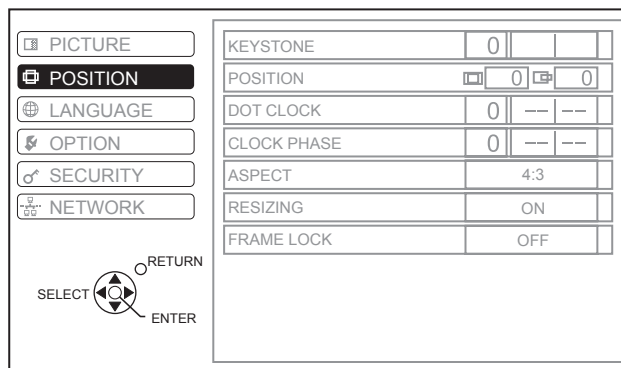 PICTURE
POSITION
LANGUAGE
OPTION
SECURITY
NETWORK
RETURN
SELECT
ENTER
KEYSTONE 0
POSITION 0 0
DOT CLOCK 0 -- --
CLOCK PHASE 0 -- --
ASPECT 4:3
RESIZING ON
FRAME LOCK OFF